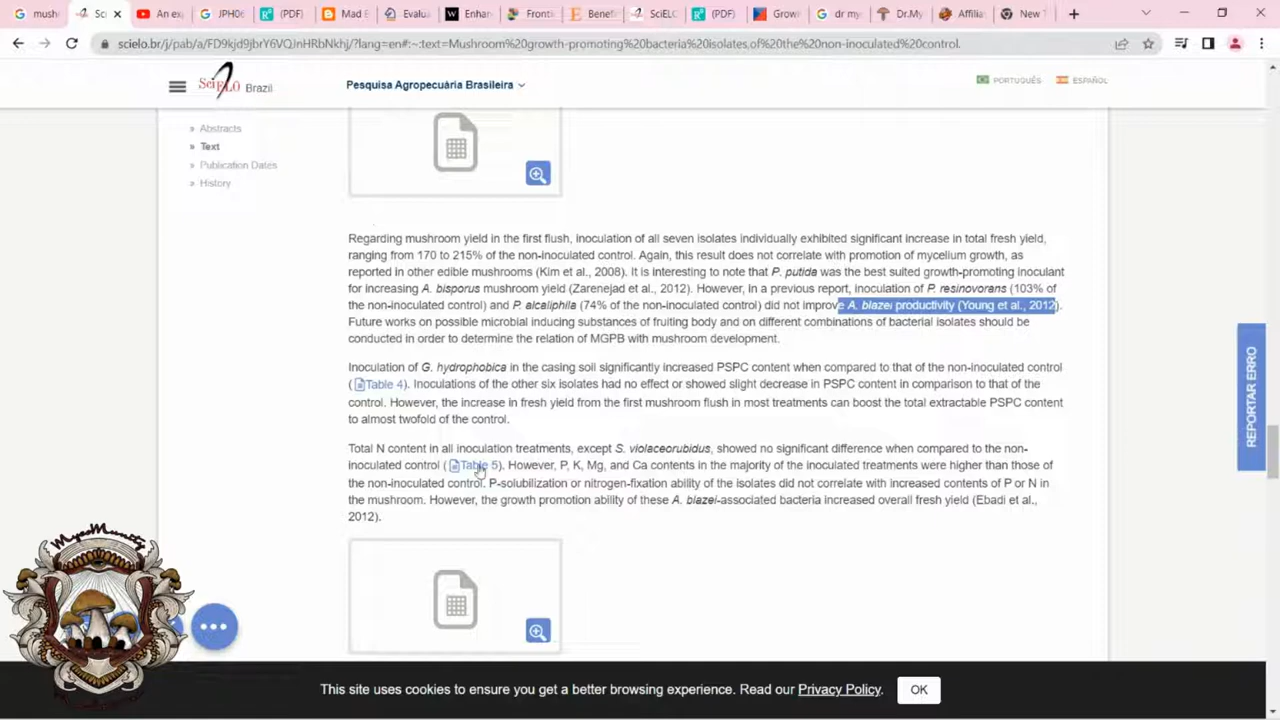 mushi
Sci
An ex
JPH06
(PDF)
Mad E
Evalua
Enhan
Fronti
Benefi
SciELO
(PDF)
Growt
dr my
Dr.My
Affilia
New T
scielo.br/j/pab/a/FD9kjd9jbrY6VQJnHRbNkhj/?lang=en#:~:text=Mushroom%20growth-promoting%20bacteria%20isolates,of%20the%20non-inoculated%20control.
SciELO Brazil
Pesquisa Agropecuária Brasileira
PORTUGUÊS
ESPAÑOL
» Abstracts
» Text
» Publication Dates
» History
Regarding mushroom yield in the first flush, inoculation of all seven isolates individually exhibited significant increase in total fresh yield,
ranging from 170 to 215% of the non-inoculated control. Again, this result does not correlate with promotion of mycelium growth, as
reported in other edible mushrooms (Kim et al., 2008). It is interesting to note that P. putida was the best suited growth-promoting inoculant
for increasing A. bisporus mushroom yield (Zarenejad et al., 2012). However, in a previous report, inoculation of P. resinovorans (103% of
the non-inoculated control) and P. alcaliphila (74% of the non-inoculated control) did not improve A. blazei productivity (Young et al., 2012).
Future works on possible microbial inducing substances of fruiting body and on different combinations of bacterial isolates should be
conducted in order to determine the relation of MGPB with mushroom development.
Inoculation of G. hydrophobica in the casing soil significantly increased PSPC content when compared to that of the non-inoculated control
(Table 4). Inoculations of the other six isolates had no effect or showed slight decrease in PSPC content in comparison to that of the
control. However, the increase in fresh yield from the first mushroom flush in most treatments can boost the total extractable PSPC content
to almost twofold of the control.
Total N content in all inoculation treatments, except S. violaceorubidus, showed no significant difference when compared to the non-
inoculated control (Table 5). However, P, K, Mg, and Ca contents in the majority of the inoculated treatments were higher than those of
the non-inoculated control. P-solubilization or nitrogen-fixation ability of the isolates did not correlate with increased contents of P or N in
the mushroom. However, the growth promotion ability of these A. blazei-associated bacteria increased overall fresh yield (Ebadi et al.,
2012).
REPORTAR ERRO
This site uses cookies to ensure you get a better browsing experience. Read our Privacy Policy.
OK